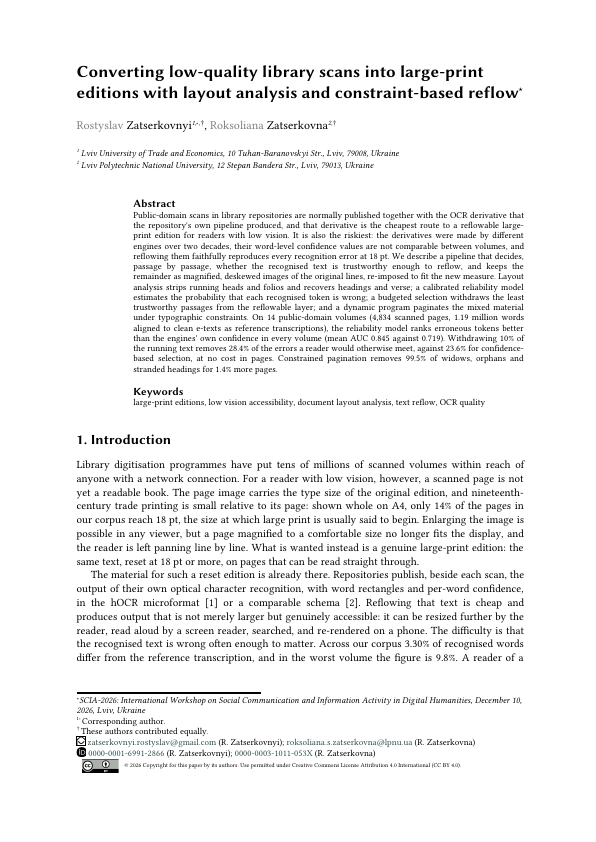 Converting low-quality library scans into large-print
editions with layout analysis and constraint-based reflow⋆
Rostyslav Zatserkovnyi1,∗,†, Roksoliana Zatserkovna2,†
1 Lviv University of Trade and Economics, 10 Tuhan-Baranovskyi Str., Lviv, 79008, Ukraine
2 Lviv Polytechnic National University, 12 Stepan Bandera Str., Lviv, 79013, Ukraine
Abstract
Public-domain scans in library repositories are normally published together with the OCR derivative that
the repository's own pipeline produced, and that derivative is the cheapest route to a reflowable large-
print edition for readers with low vision. It is also the riskiest: the derivatives were made by different
engines over two decades, their word-level confidence values are not comparable between volumes, and
reflowing them faithfully reproduces every recognition error at 18 pt. We describe a pipeline that decides,
passage by passage, whether the recognised text is trustworthy enough to reflow, and keeps the
remainder as magnified, deskewed images of the original lines, re-imposed to fit the new measure. Layout
analysis strips running heads and folios and recovers headings and verse; a calibrated reliability model
estimates the probability that each recognised token is wrong; a budgeted selection withdraws the least
trustworthy passages from the reflowable layer; and a dynamic program paginates the mixed material
under typographic constraints. On 14 public-domain volumes (4,834 scanned pages, 1.19 million words
aligned to clean e-texts as reference transcriptions), the reliability model ranks erroneous tokens better
than the engines' own confidence in every volume (mean AUC 0.845 against 0.719). Withdrawing 10% of
the running text removes 28.4% of the errors a reader would otherwise meet, against 23.6% for confidence-
based selection, at no cost in pages. Constrained pagination removes 99.5% of widows, orphans and
stranded headings for 1.4% more pages.
Keywords
large-print editions, low vision accessibility, document layout analysis, text reflow, OCR quality
1. Introduction
Library digitisation programmes have put tens of millions of scanned volumes within reach of
anyone with a network connection. For a reader with low vision, however, a scanned page is not
yet a readable book. The page image carries the type size of the original edition, and nineteenth-
century trade printing is small relative to its page: shown whole on A4, only 14% of the pages in
our corpus reach 18 pt, the size at which large print is usually said to begin. Enlarging the image is
possible in any viewer, but a page magnified to a comfortable size no longer fits the display, and
the reader is left panning line by line. What is wanted instead is a genuine large-print edition: the
same text, reset at 18 pt or more, on pages that can be read straight through.
The material for such a reset edition is already there. Repositories publish, beside each scan, the
output of their own optical character recognition, with word rectangles and per-word confidence,
in the hOCR microformat [1] or a comparable schema [2]. Reflowing that text is cheap and
produces output that is not merely larger but genuinely accessible: it can be resized further by the
reader, read aloud by a screen reader, searched, and re-rendered on a phone. The difficulty is that
the recognised text is wrong often enough to matter. Across our corpus 3.30% of recognised words
differ from the reference transcription, and in the worst volume the figure is 9.8%. A reader of a
⋆SCIA-2026: International Workshop on Social Communication and Information Activity in Digital Humanities, December 10,
2026, Lviv, Ukraine
1∗ Corresponding author.
† These authors contributed equally.
zatserkovnyi.rostyslav@gmail.com (R. Zatserkovnyi); roksoliana.s.zatserkovna@lpnu.ua (R. Zatserkovna)
0000-0001-6991-2866 (R. Zatserkovnyi); 0000-0003-1011-053X (R. Zatserkovna)
© 2026 Copyright for this paper by its authors. Use permitted under Creative Commons License Attribution 4.0 International (CC BY 4.0).